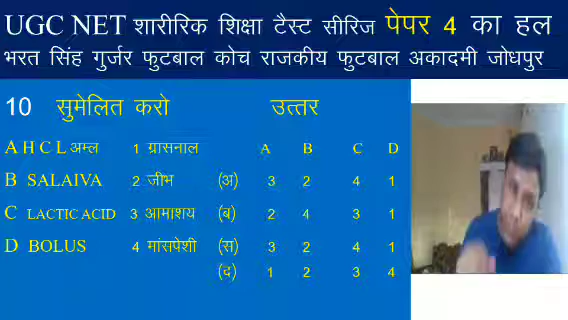 UGC NET शारीरिक शिक्षा टैस्ट सीरिज पेपर 4 का हल
भरत सिंह गुर्जर फुटबाल कोच राजकीय फुटबाल अकादमी जोधपुर
10 सुमेलित करो उत्तर
A H C L अम्ल 1 ग्रासनाल A B C D
B SALAIVA 2 जीभ (अ) 3 2 4 1
C LACTIC ACID 3 आमाशय (ब) 2 4 3 1
D BOLUS 4 मांसपेशी (स) 3 2 4 1
(द) 1 2 3 4